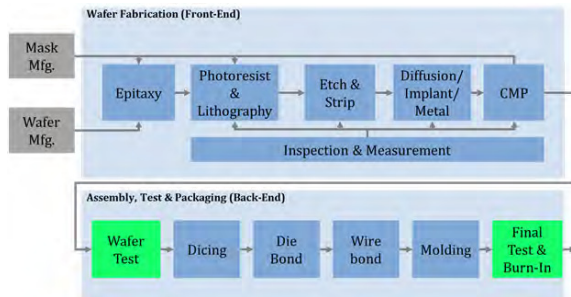 Wafer Fabrication (Front-End)
Mask
Mfg.
Wafer
Mfg.
Epitaxy
Photoresist
&
Lithography
Etch &
Strip
Diffusion/
Implant/
Metal
CMP
Inspection & Measurement
Assembly, Test & Packaging (Back-End)
Wafer
Test
Dicing
Die
Bond
Wire
bond
Molding
Final
Test &
Burn-In